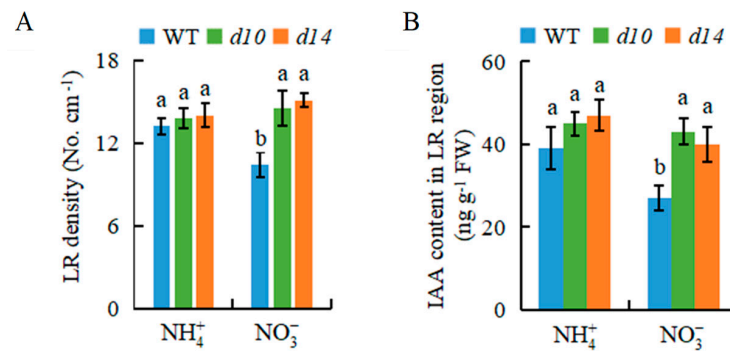 A
WT d10 d14
LR density (No. cm⁻¹)
18
12
6
0
a a a
b a a
NH₄⁺ NO₃⁻
B
WT d10 d14
IAA content in LR region
(ng g⁻¹ FW)
60
40
20
0
a a a
b a a
NH₄⁺ NO₃⁻